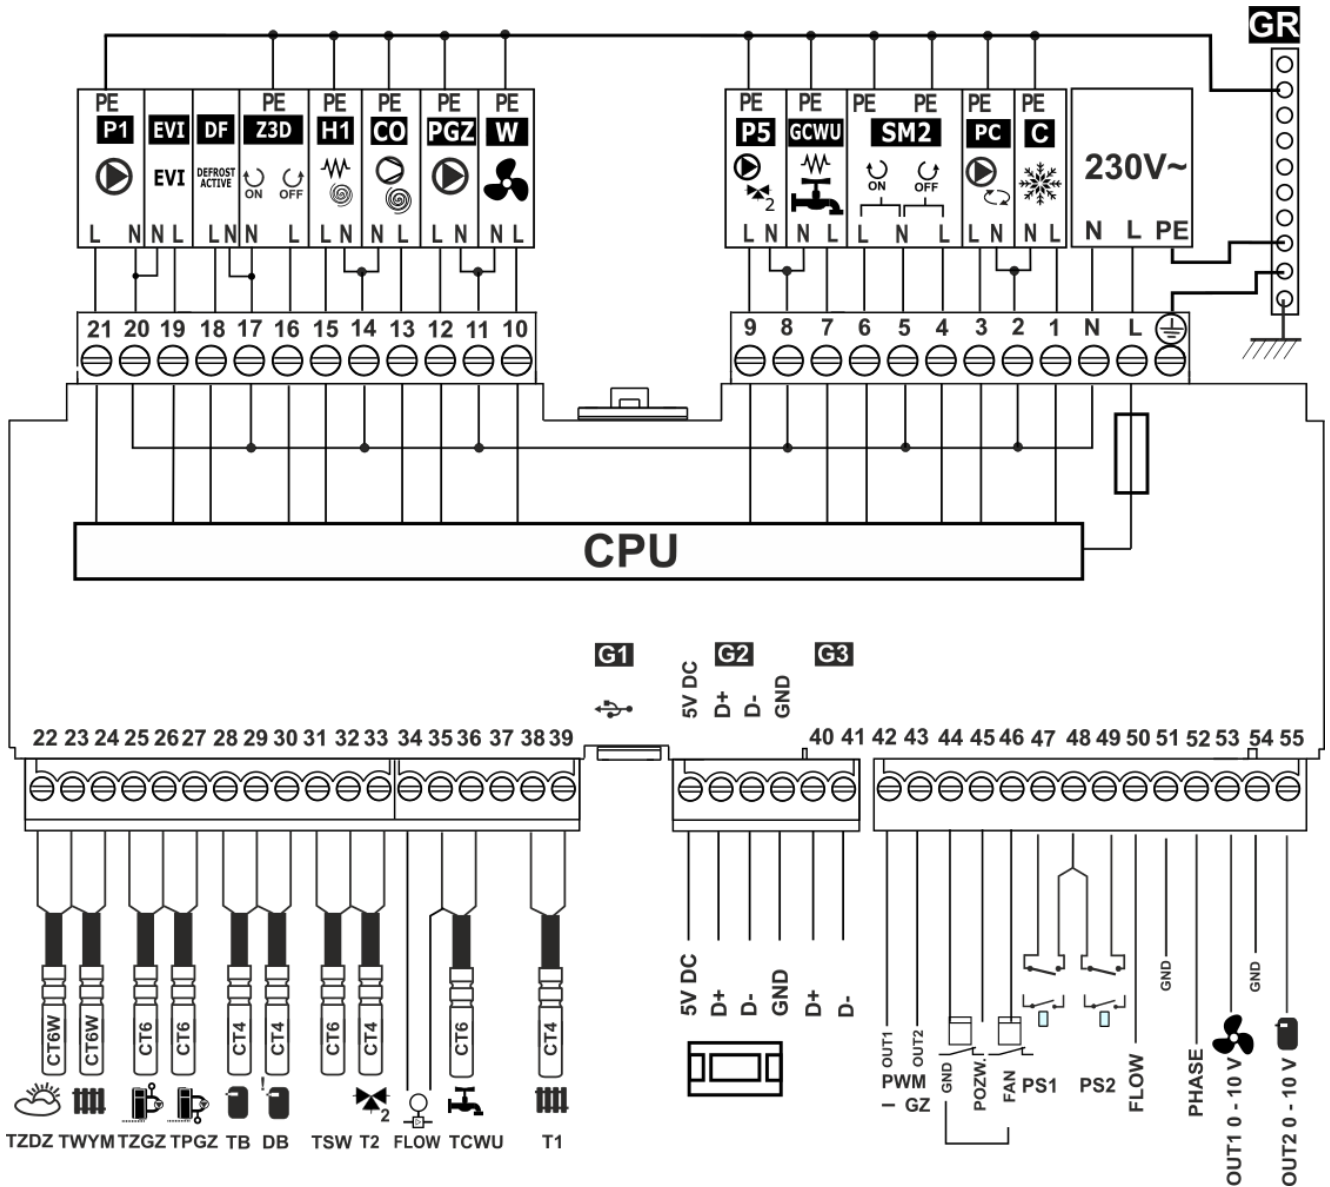 GR
PE PE PE PE PE PE PE PE PE PE PE PE
P1 EVI DF Z3D H1 CO PGZ W P5 GCWU SM2 PC C
EVI DEFROST ACTIVE 230V~
ON OFF 2 ON OFF
L N N L L N N L L N N L L N N L L N N L L N L L N N L N L PE
21 20 19 18 17 16 15 14 13 12 11 10 9 8 7 6 5 4 3 2 1 N L
CPU
G1 G2 G3
5V DC D+ D- GND
22 23 24 25 26 27 28 29 30 31 32 33 34 35 36 37 38 39 40 41 42 43 44 45 46 47 48 49 50 51 52 53 54 55
CT6W CT6W CT6 CT6 CT4 CT4 CT6 CT4 CT6 CT4
5V DC D+ D- GND D+ D-
GND GND
OUT1 OUT2
PWM
– GZ
GND POZW. FAN PS1 PS2 FLOW PHASE OUT1 0 - 10 V OUT2 0 - 10 V
! 2
TZDZ TWYM TZGZ TPGZ TB DB TSW T2 FLOW TCWU T1